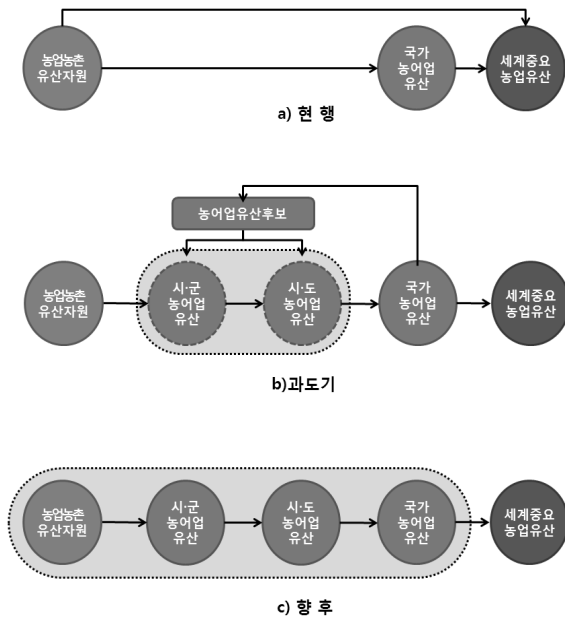 농업농촌
유산자원
국가
농어업
유산
세계중요
농업유산
a) 현 행
농어업유산후보
농업농촌
유산자원
시·군
농어업
유산
시·도
농어업
유산
국가
농어업
유산
세계중요
농업유산
b)과도기
농업농촌
유산자원
시·군
농어업
유산
시·도
농어업
유산
국가
농어업
유산
세계중요
농업유산
c) 향 후